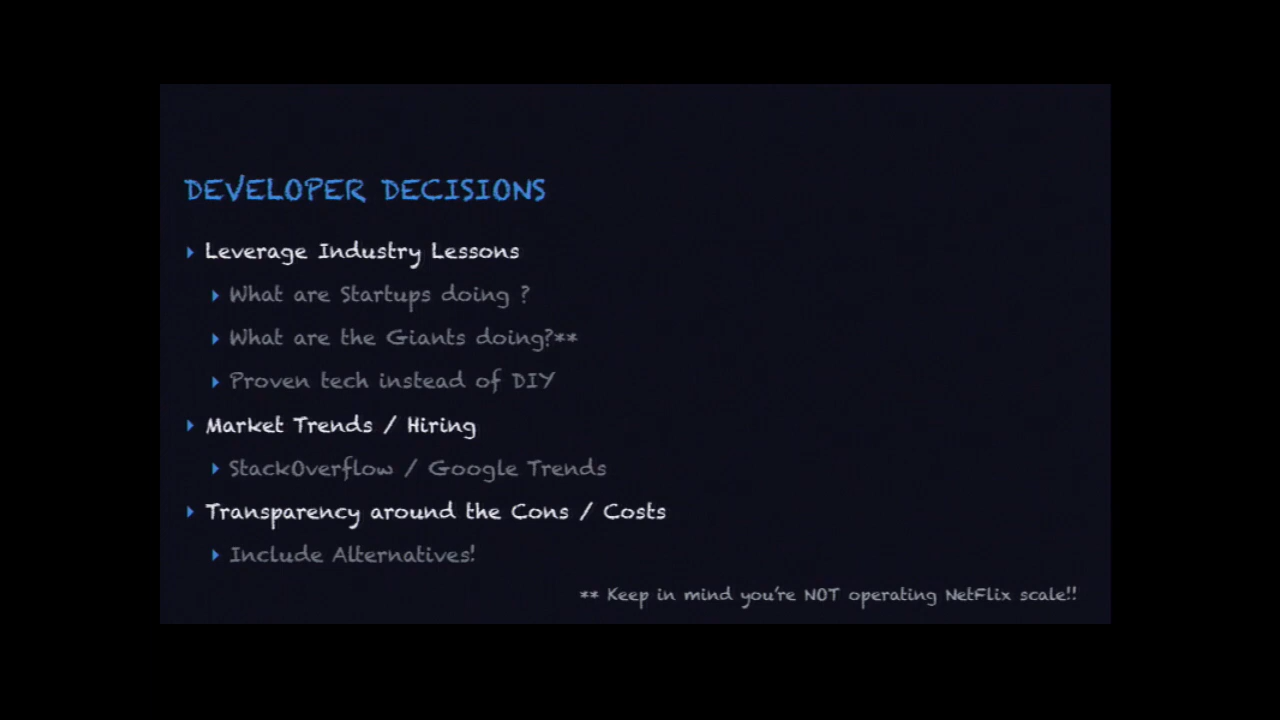 DEVELOPER DECISIONS
Leverage Industry Lessons
What are Startups doing ?
What are the Giants doing?**
Proven tech instead of DIY
Market Trends / Hiring
StackOverflow / Google Trends
Transparency around the Cons / Costs
Include Alternatives!
** Keep in mind you're NOT operating NetFlix scale!!